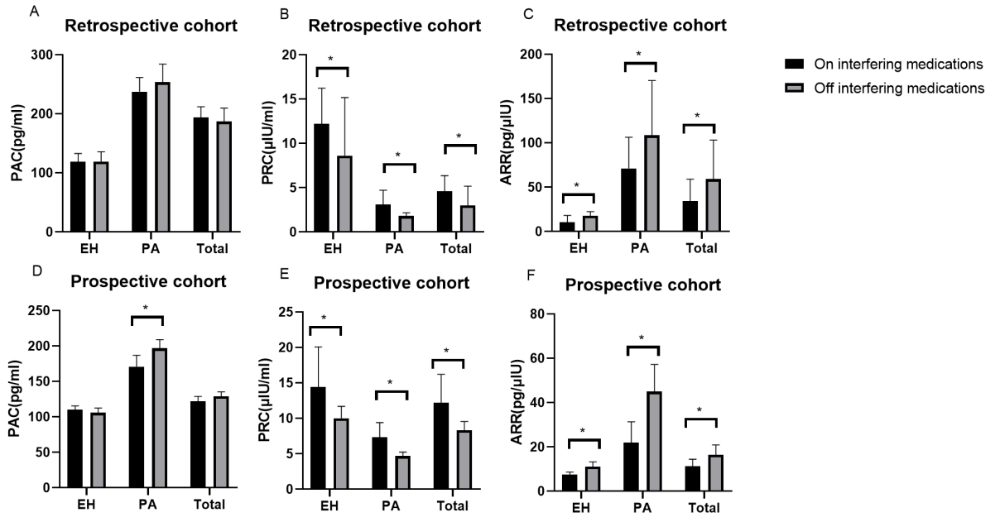 A
Retrospective cohort
PAC(pg/ml)
300
200
100
0
EH PA Total
B
Retrospective cohort
PRC(μIU/ml)
20
15
10
5
0
* * *
EH PA Total
C
Retrospective cohort
ARR(pg/μIU)
200
150
100
50
0
* * *
EH PA Total
On interfering medications
Off interfering medications
D
Prospective cohort
PAC(pg/ml)
250
200
150
100
50
0
*
EH PA Total
E
Prospective cohort
PRC(μIU/ml)
25
20
15
10
5
0
* * *
EH PA Total
F
Prospective cohort
ARR(pg/μIU)
80
60
40
20
0
* * *
EH PA Total